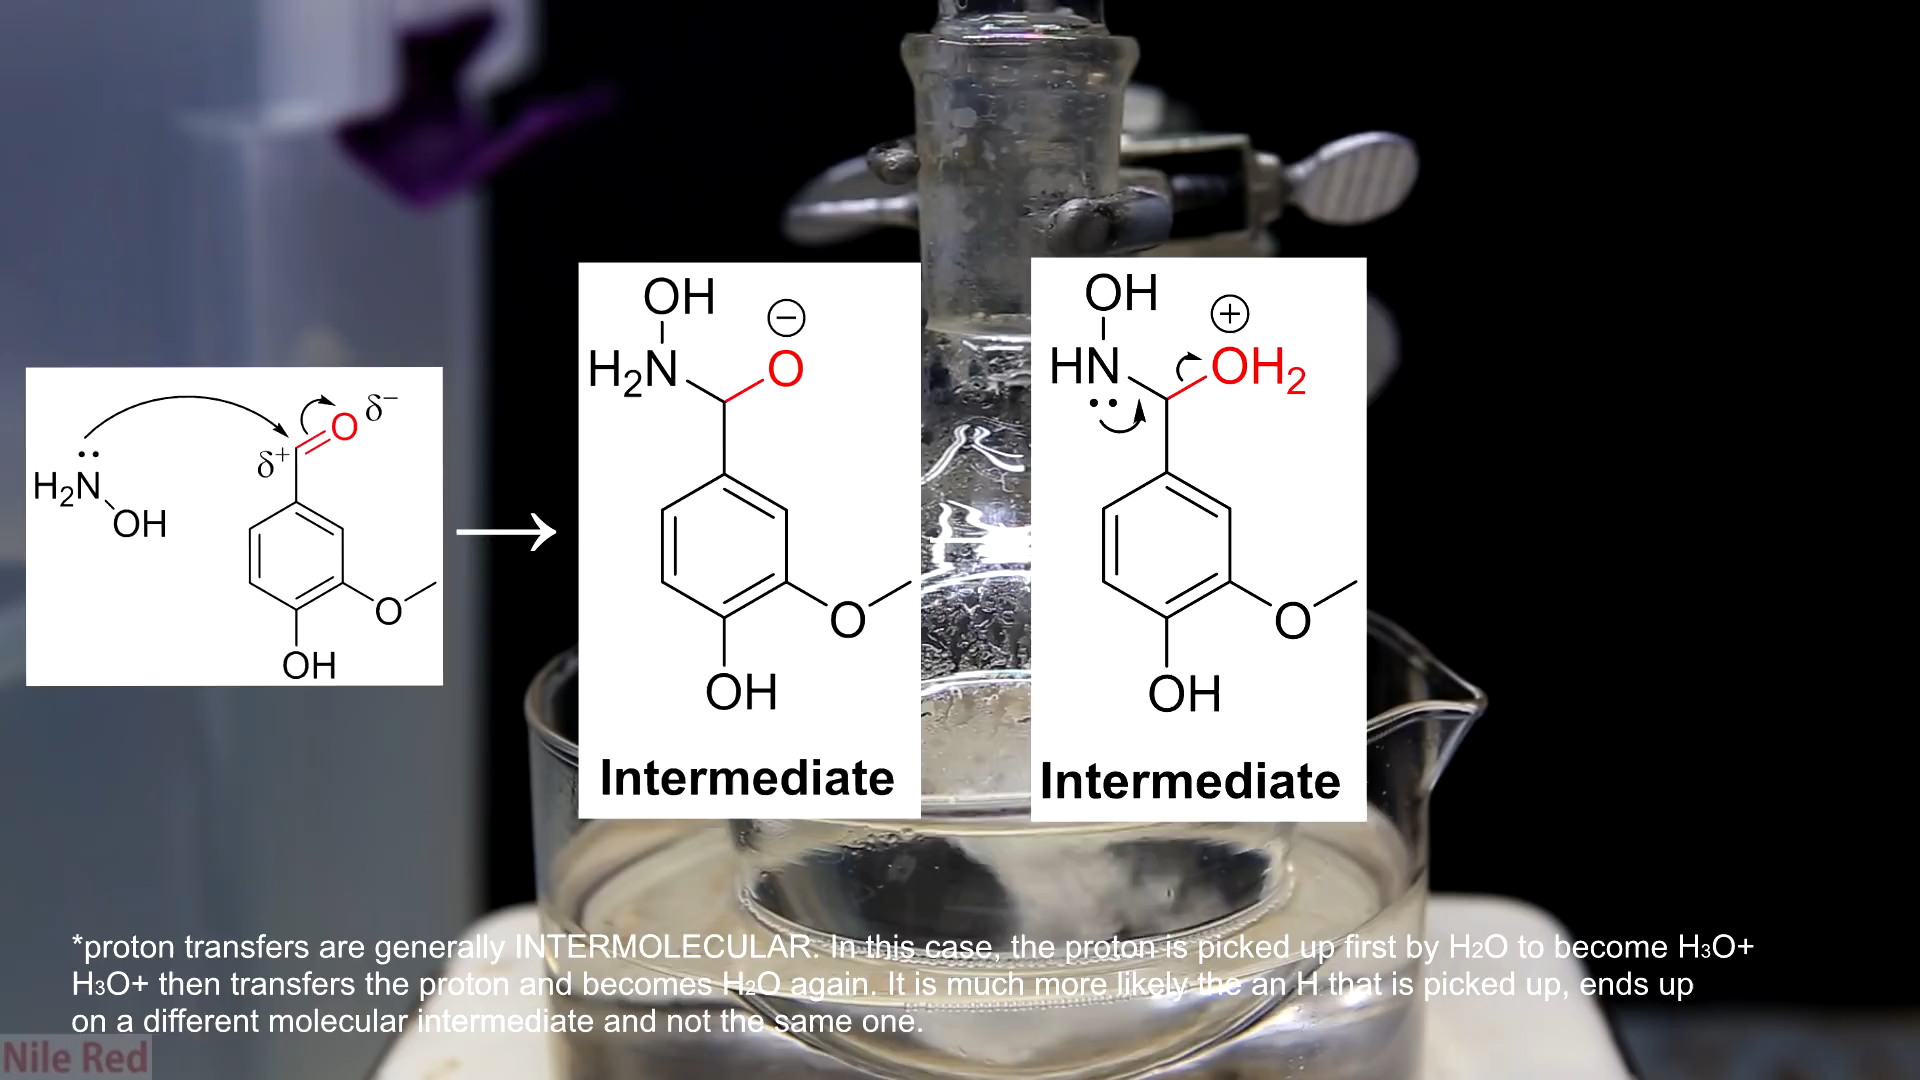 H₂N
OH
δ+
δ−
O
O
OH
OH
H₂N
−
O
O
OH
Intermediate
OH
HN
+
OH₂
O
OH
Intermediate
*proton transfers are generally INTERMOLECULAR. In this case, the proton is picked up first by H₂O to become H₃O+
H₃O+ then transfers the proton and becomes H₂O again. It is much more likely the an H that is picked up, ends up
on a different molecular intermediate and not the same one.
Nile Red